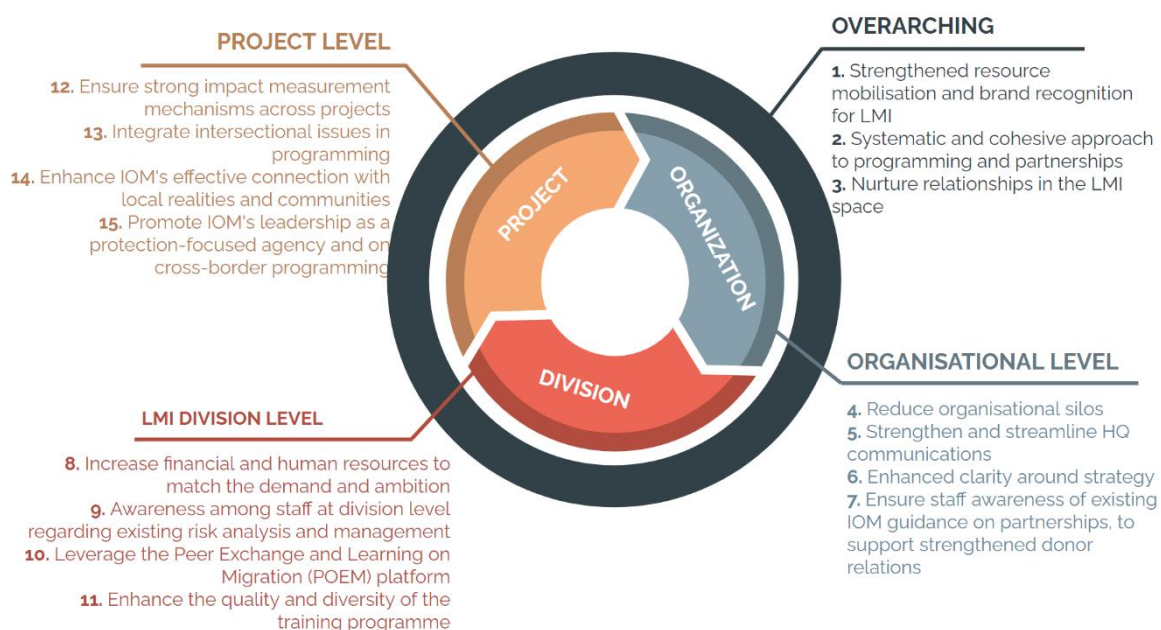 OVERARCHING
1. Strengthened resource
mobilisation and brand recognition
for LMI
2. Systematic and cohesive approach
to programming and partnerships
3. Nurture relationships in the LMI
space
ORGANISATIONAL LEVEL
4. Reduce organisational silos
5. Strengthen and streamline HQ
communications
6. Enhanced clarity around strategy
7. Ensure staff awareness of existing
IOM guidance on partnerships, to
support strengthened donor
relations
LMI DIVISION LEVEL
8. Increase financial and human resources to
match the demand and ambition
9. Awareness among staff at division level
regarding existing risk analysis and management
10. Leverage the Peer Exchange and Learning on
Migration (POEM) platform
11. Enhance the quality and diversity of the
training programme
PROJECT LEVEL
12. Ensure strong impact measurement
mechanisms across projects
13. Integrate intersectional issues in
programming
14. Enhance IOM's effective connection with
local realities and communities
15. Promote IOM's leadership as a
protection-focused agency and on
cross-border programming
PROJECT
ORGANIZATION
DIVISION